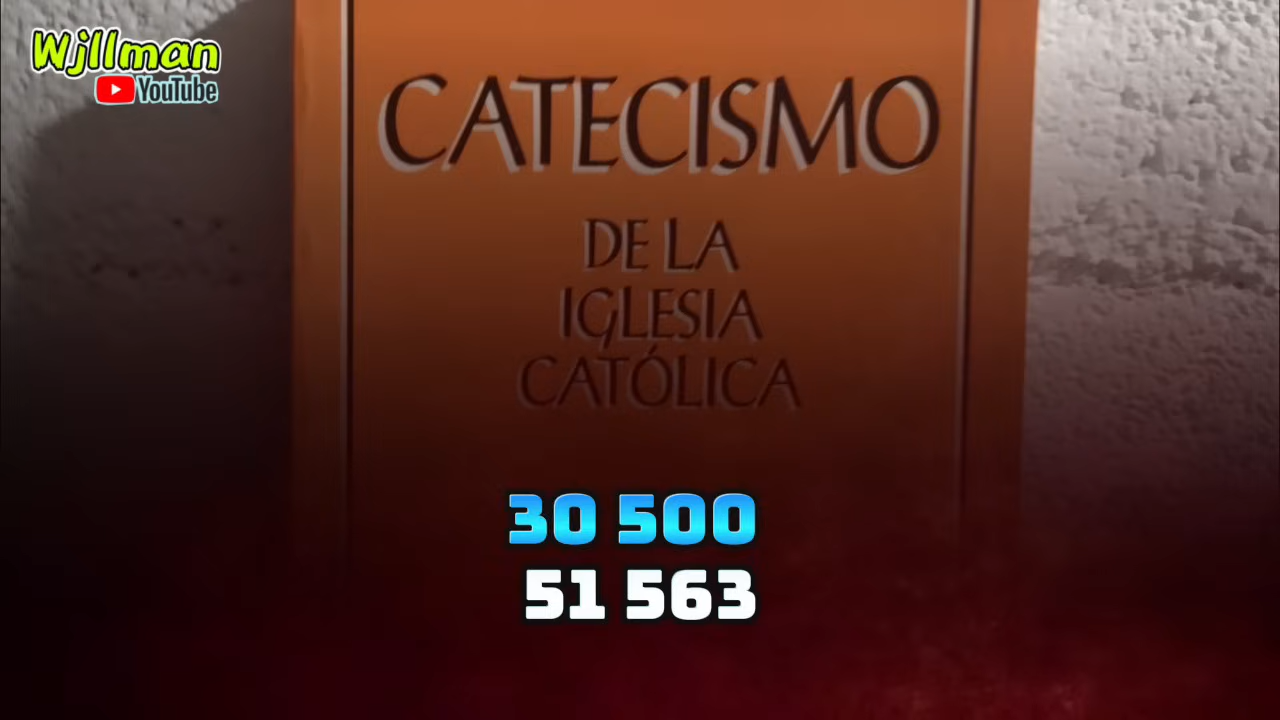 Wjllman
YouTube
CATECISMO
DE LA
IGLESIA
CATÓLICA
30 500
51 563